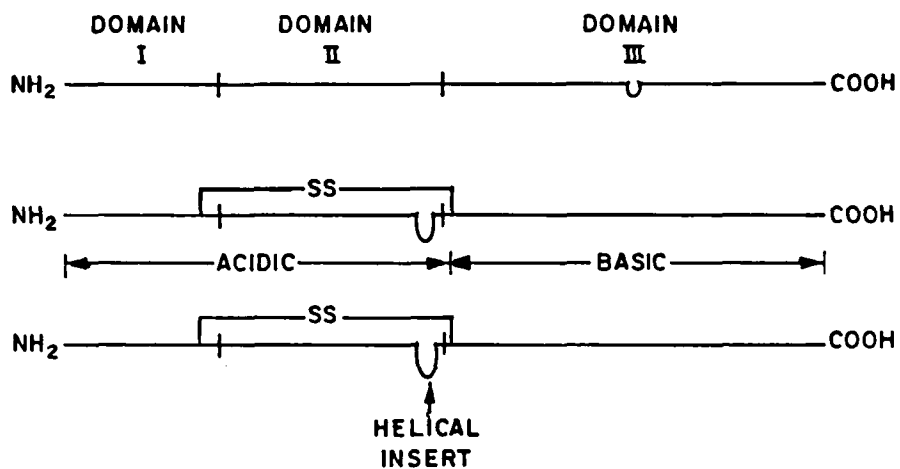 DOMAIN I DOMAIN II DOMAIN III
NH2 COOH
SS
NH2 COOH
ACIDIC BASIC
SS
NH2 COOH
HELICAL
INSERT